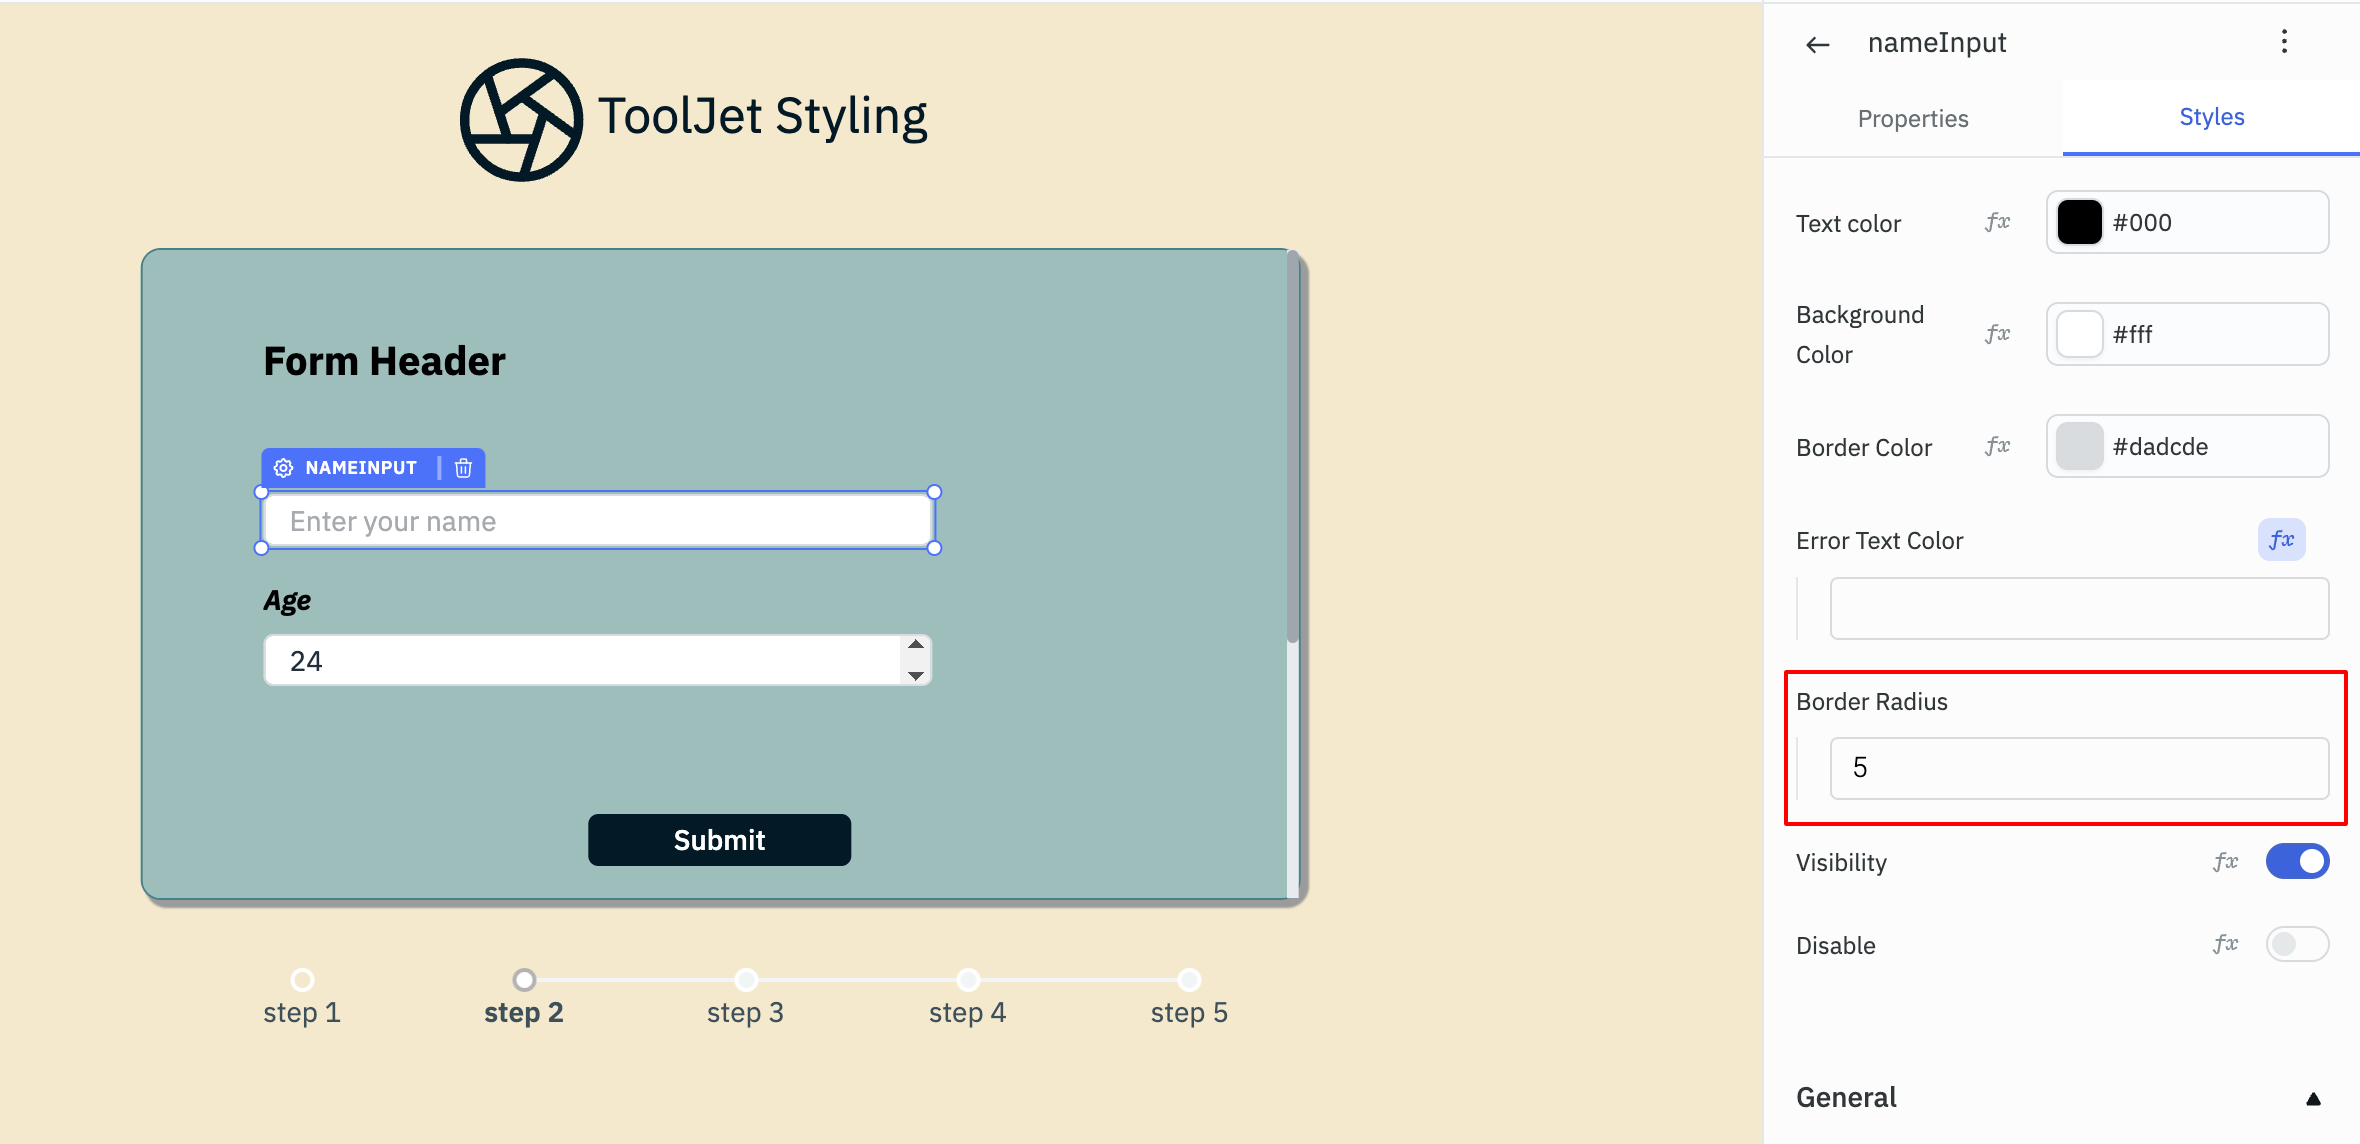 ToolJet Styling
Form Header
NAMEINPUT
Enter your name
Age
24
Submit
step 1
step 2
step 3
step 4
step 5
nameInput
Properties
Styles
Text color
fx
#000
Background
Color
fx
#fff
Border Color
fx
#dadcde
Error Text Color
fx
Border Radius
5
Visibility
fx
Disable
fx
General